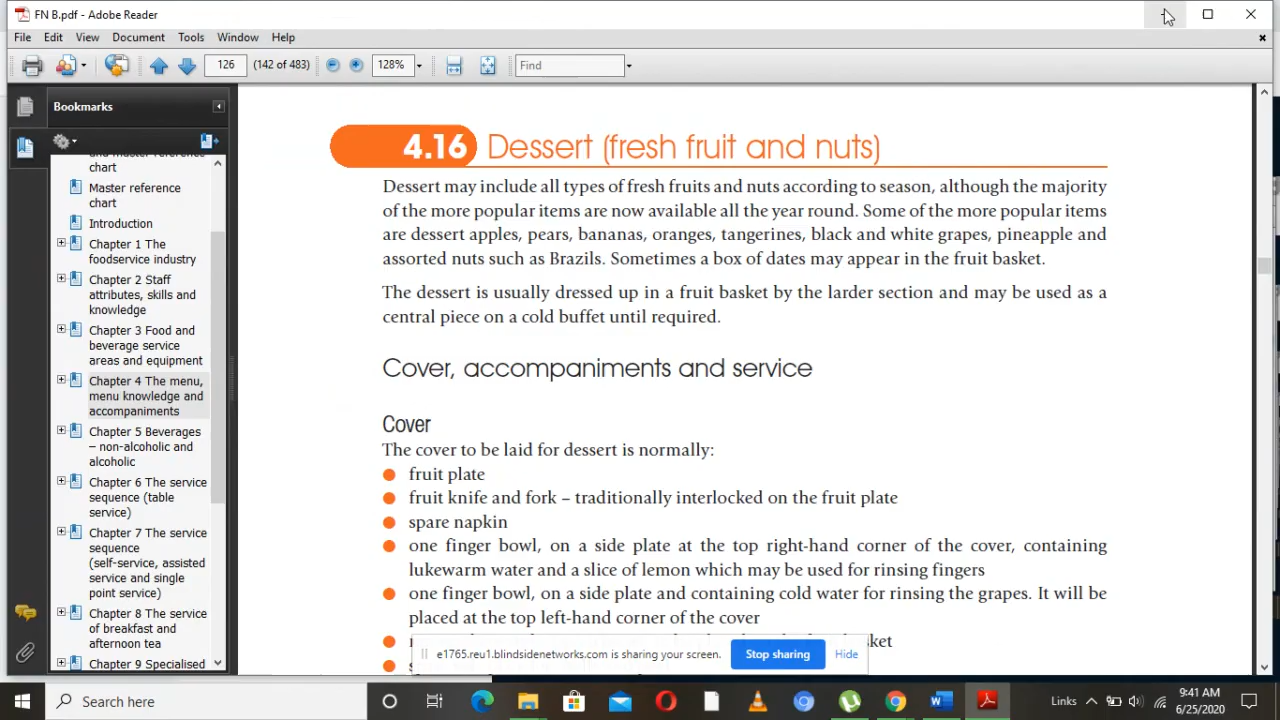 FN B.pdf - Adobe Reader
File Edit View Document Tools Window Help
126 (142 of 483) 128% Find
Bookmarks
and master reference
chart
Master reference
chart
Introduction
Chapter 1 The
foodservice industry
Chapter 2 Staff
attributes, skills and
knowledge
Chapter 3 Food and
beverage service
areas and equipment
Chapter 4 The menu,
menu knowledge and
accompaniments
Chapter 5 Beverages
– non-alcoholic and
alcoholic
Chapter 6 The service
sequence (table
service)
Chapter 7 The service
sequence
(self-service, assisted
service and single
point service)
Chapter 8 The service
of breakfast and
afternoon tea
Chapter 9 Specialised
4.16 Dessert (fresh fruit and nuts)
Dessert may include all types of fresh fruits and nuts according to season, although the majority
of the more popular items are now available all the year round. Some of the more popular items
are dessert apples, pears, bananas, oranges, tangerines, black and white grapes, pineapple and
assorted nuts such as Brazils. Sometimes a box of dates may appear in the fruit basket.
The dessert is usually dressed up in a fruit basket by the larder section and may be used as a
central piece on a cold buffet until required.
Cover, accompaniments and service
Cover
The cover to be laid for dessert is normally:
fruit plate
fruit knife and fork – traditionally interlocked on the fruit plate
spare napkin
one finger bowl, on a side plate at the top right-hand corner of the cover, containing
lukewarm water and a slice of lemon which may be used for rinsing fingers
one finger bowl, on a side plate and containing cold water for rinsing the grapes. It will be
placed at the top left-hand corner of the cover
e1765.reu1.blindsidenetworks.com is sharing your screen. Stop sharing Hide
Search here Links 9:41 AM
6/25/2020